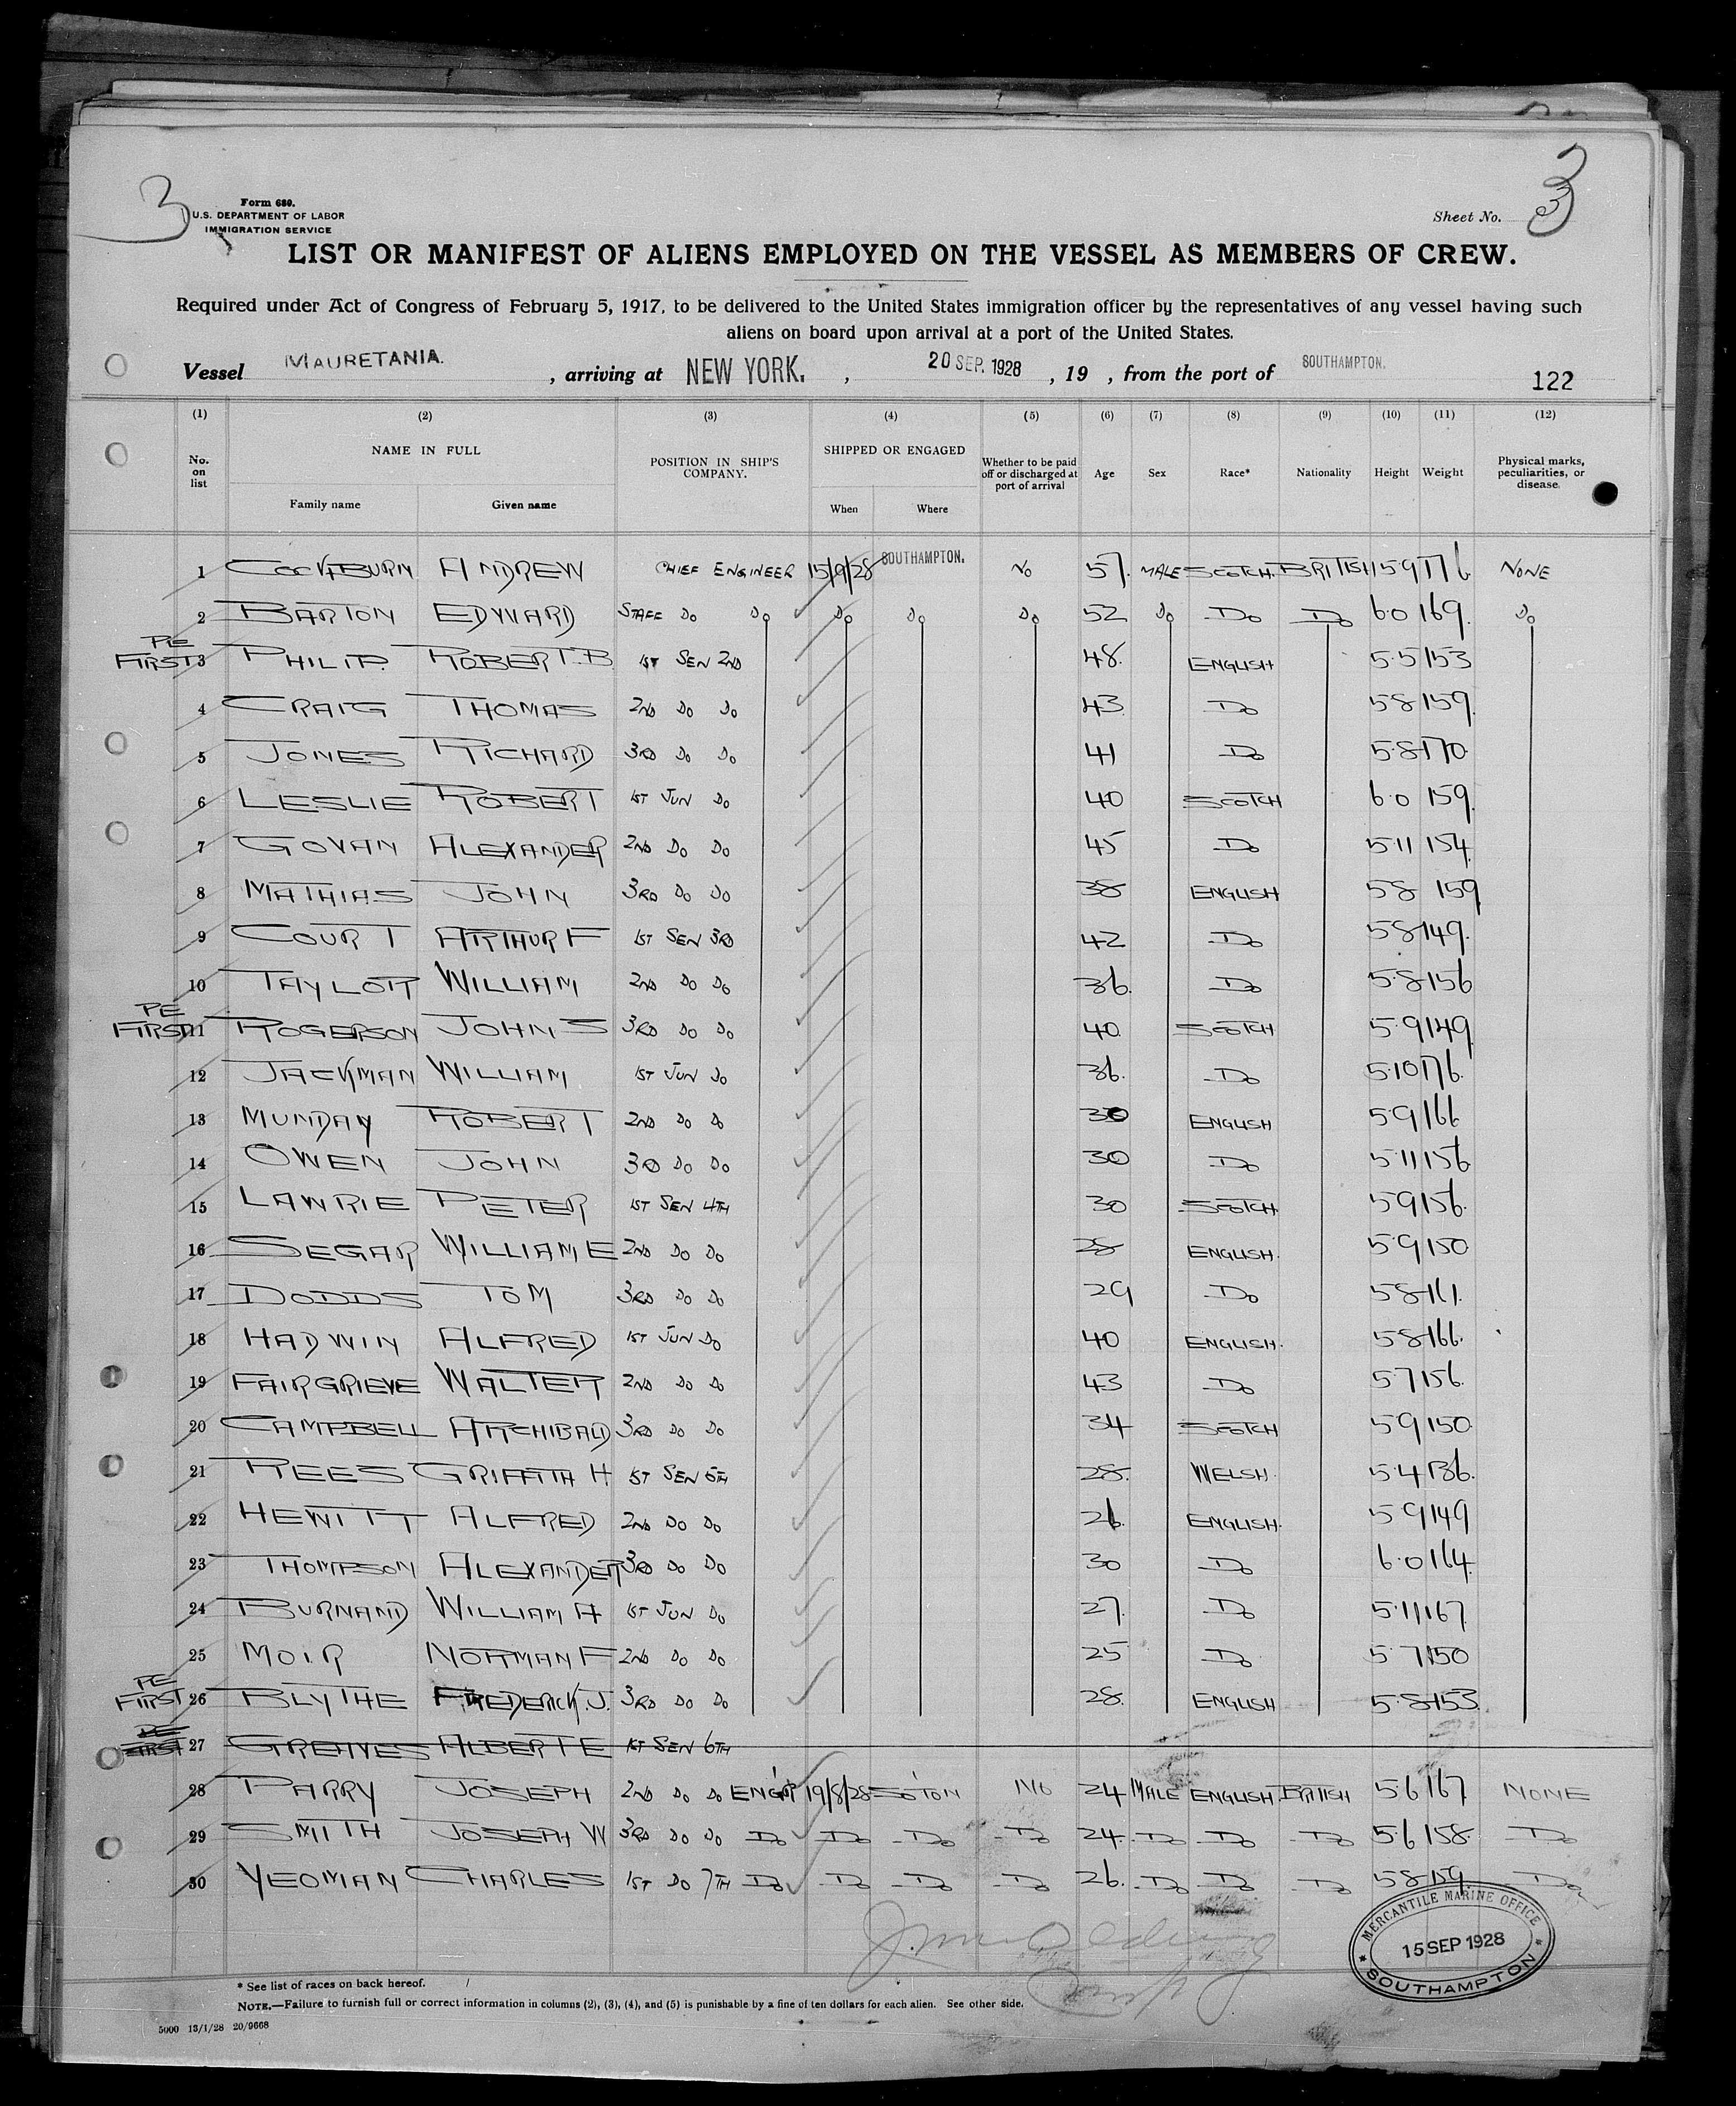 3
Form 680.
U.S. DEPARTMENT OF LABOR
IMMIGRATION SERVICE
Sheet No. 3
LIST OR MANIFEST OF ALIENS EMPLOYED ON THE VESSEL AS MEMBERS OF CREW.
Required under Act of Congress of February 5, 1917, to be delivered to the United States immigration officer by the representatives of any vessel having such
aliens on board upon arrival at a port of the United States.
Vessel MAURETANIA. , arriving at NEW YORK. , 20 SEP. 1928 , 19 , from the port of SOUTHAMPTON.
122
(1) (2) (3) (4) (5) (6) (7) (8) (9) (10) (11) (12)
No. on list NAME IN FULL Family name Given name POSITION IN SHIP'S COMPANY. SHIPPED OR ENGAGED When Where Whether to be paid off or discharged at port of arrival Age Sex Race* Nationality Height Weight Physical marks, peculiarities, or disease
1 COCKBURN ANDREW CHIEF ENGINEER 15/9/28 SOUTHAMPTON. NO 57. MALE SCOTCH. BRITISH 5.9 176 NONE
2 BARTON EDWARD STAFF DO DO DO DO DO 52 DO DO DO 6.0 169. DO
PE FIRST 3 PHILIP. ROBERT.B. 1ST SEN 2ND 48. ENGLISH 5.5 153
4 CRAIG THOMAS 2ND DO DO 43 DO 5.8 159.
5 JONES RICHARD 3RD DO DO 41 DO 5.8 170.
6 LESLIE ROBERT 1ST JUN DO 40 SCOTCH 6.0 159.
7 GOVAN ALEXANDER 2ND DO DO 45 DO 5.11 154.
8 MATHIAS JOHN 3RD DO DO 38 ENGLISH 5.8 159
9 COURT ARTHUR F 1ST SEN 3RD 42 DO 5.8 149.
10 TAYLOR WILLIAM 2ND DO DO 36. DO 5.8 156
PE FIRST 11 ROGERSON JOHN S 3RD DO DO 40. SCOTCH 5.9 149
12 JACKMAN WILLIAM 1ST JUN DO 36. DO 5.10 176.
13 MUNDAY ROBERT 2ND DO DO 30 ENGLISH 5.9 166
14 OWEN JOHN 3RD DO DO 30 DO 5.11 156
15 LAWRIE PETER 1ST SEN 4TH 30 SCOTCH. 5.9 156.
16 SEGAR WILLIAM E 2ND DO DO 28 ENGLISH. 5.9 150
17 DODDS TOM 3RD DO DO 29 DO 5.8 161.
18 HADWIN ALFRED 1ST JUN DO 40 ENGLISH. 5.8 166.
19 FAIRGRIEVE WALTER 2ND DO DO 43 DO 5.7 156.
20 CAMPBELL ARCHIBALD 3RD DO DO 34 SCOTCH 5.9 150.
21 REES GRIFFITH H. 1ST SEN 5TH 28. WELSH. 5.4 136.
22 HEWITT ALFRED 2ND DO DO 26. ENGLISH. 5.9 149
23 THOMPSON ALEXANDER 3RD DO DO 30 DO 6.0 164.
24 BURNAND WILLIAM A 1ST JUN DO 27. DO 5.11 167
25 MOIR NORMAN F 2ND DO DO 25 DO 5.7 150
PE FIRST 26 BLYTHE FREDERICK.J. 3RD DO DO 28. ENGLISH 5.8 153
PE FIRST 27 GREAVES ALBERT E 1ST SEN 6TH
28 PARRY JOSEPH 2ND DO DO ENG'R 19/8/28 SO'TON NO 24 MALE ENGLISH BRITISH 5.6 167 NONE
29 SMITH JOSEPH W 3RD DO DO DO DO DO DO 24. DO DO DO 5.6 158. DO
30 YEOMAN CHARLES 1ST DO 7TH DO DO DO DO 26. DO DO DO 5.8 159. DO
MERCANTILE MARINE OFFICE
15 SEP 1928
SOUTHAMPTON
* See list of races on back hereof.
NOTE.—Failure to furnish full or correct information in columns (2), (3), (4), and (5) is punishable by a fine of ten dollars for each alien. See other side.
5000 13/1/28 20/9668